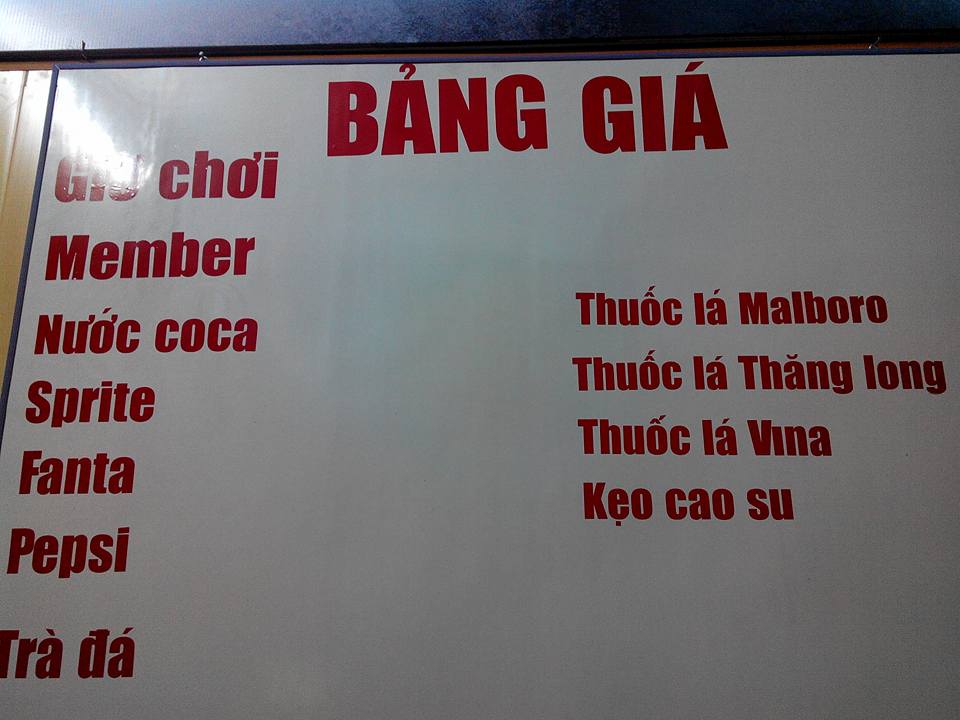 BẢNG GIÁ
Giờ chơi
Member
Nước coca
Sprite
Fanta
Pepsi
Trà đá
Thuốc lá Malboro
Thuốc lá Thăng long
Thuốc lá Vına
Kẹo cao su